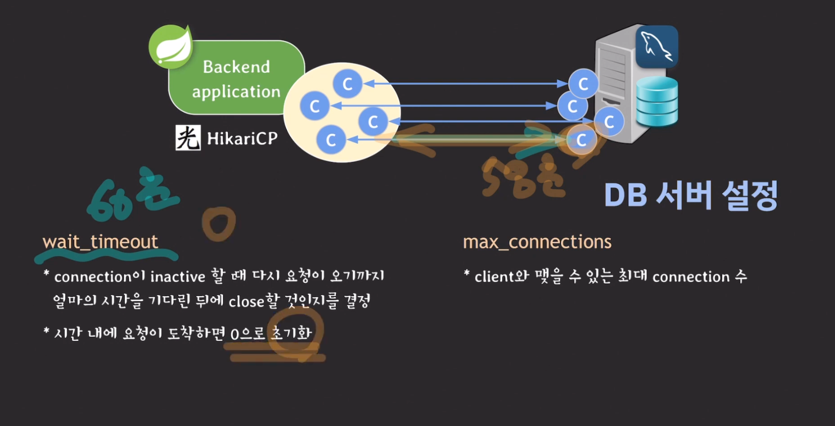 Backend
application
C
C
C
C
C
C
C
C
光 HikariCP
60초
58초
DB 서버 설정
0
wait_timeout
* connection이 inactive 할 때 다시 요청이 오기까지
얼마의 시간을 기다린 뒤에 close할 것인지를 결정
* 시간 내에 요청이 도착하면 0으로 초기화
max_connections
* client와 맺을 수 있는 최대 connection 수